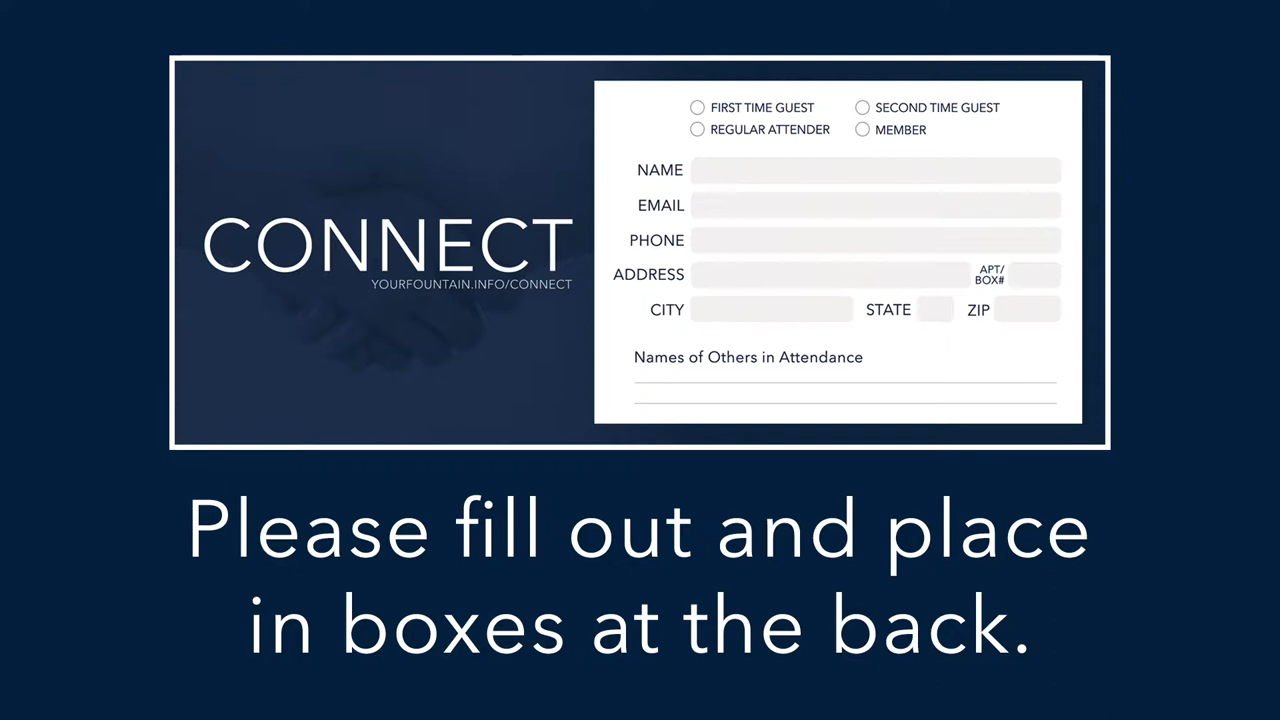 CONNECT
YOURFOUNTAIN.INFO/CONNECT
FIRST TIME GUEST SECOND TIME GUEST
REGULAR ATTENDER MEMBER
NAME
EMAIL
PHONE
ADDRESS APT/
BOX#
CITY STATE ZIP
Names of Others in Attendance
Please fill out and place
in boxes at the back.